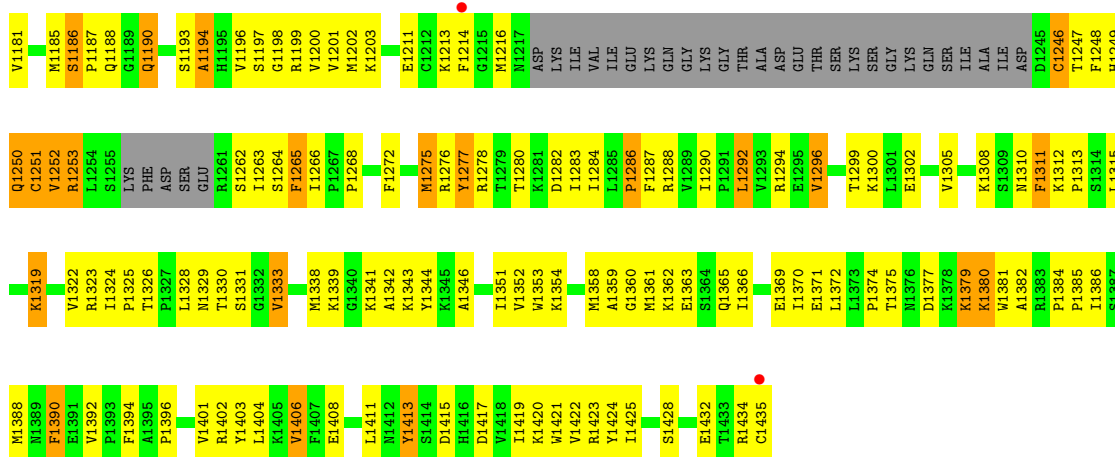 V1181 M1185 S1186 P1187 Q1188 G1189 Q1190 S1193 A1194 H1195 V1196 S1197 G1198 R1199 V1200 V1201 M1202 K1203 E1211 C1212 K1213 F1214 G1215 M1216 N1217 ASP LYS ILE VAL ILE GLU LYS GLN GLY LYS GLY THR ALA ASP GLU THR SER LYS SER GLY LYS GLN SER ILE ALA ILE ASP D1245 C1246 T1247 F1248 H1249
Q1250 C1251 V1252 R1253 L1254 S1255 LYS PHE ASP SER GLU R1261 S1262 I1263 S1264 F1265 I1266 P1267 P1268 F1272 M1275 R1276 Y1277 R1278 T1279 T1280 K1281 D1282 I1283 I1284 L1285 P1286 F1287 R1288 V1289 I1290 P1291 L1292 V1293 R1294 E1295 V1296 T1299 K1300 L1301 E1302 V1305 K1308 S1309 N1310 F1311 K1312 P1313 S1314 L1315
K1319 V1322 R1323 I1324 P1325 T1326 P1327 L1328 N1329 T1330 S1331 G1332 V1333 M1338 K1339 G1340 K1341 A1342 K1343 Y1344 K1345 A1346 I1351 V1352 W1353 K1354 M1358 A1359 G1360 M1361 K1362 E1363 S1364 Q1365 I1366 E1369 I1370 E1371 L1372 L1373 P1374 T1375 N1376 D1377 K1378 K1379 K1380 W1381 A1382 R1383 P1384 P1385 I1386 S1387
M1388 N1389 F1390 E1391 V1392 P1393 F1394 A1395 P1396 V1401 R1402 Y1403 L1404 K1405 V1406 F1407 E1408 L1411 N1412 Y1413 S1414 D1415 H1416 D1417 V1418 I1419 K1420 W1421 V1422 R1423 Y1424 I1425 S1428 E1432 T1433 R1434 C1435